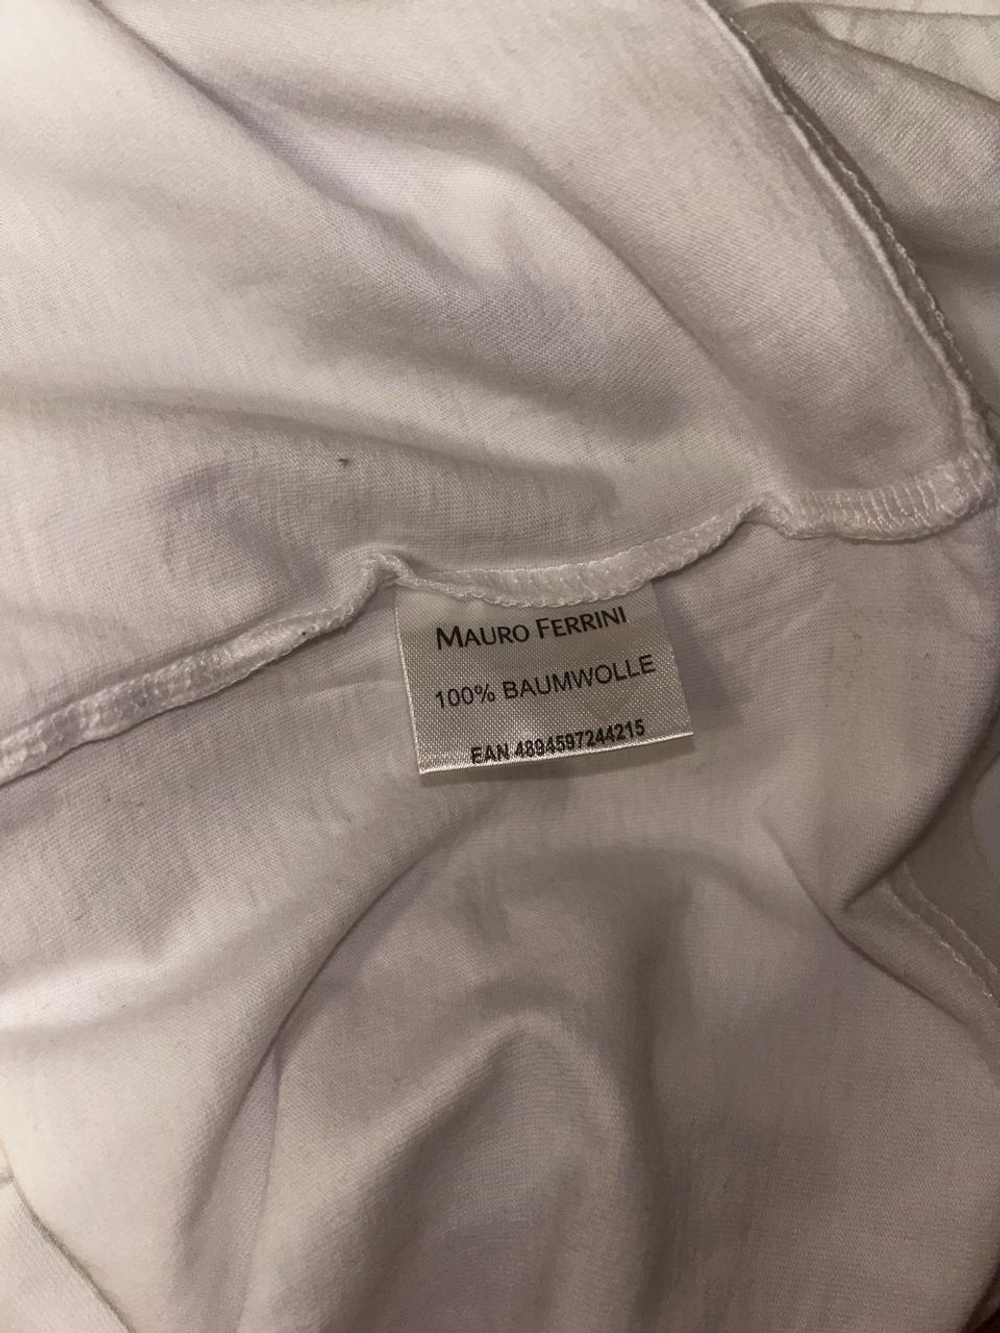 MAURO FERRINI
100% BAUMWOLLE
EAN 4894597244215